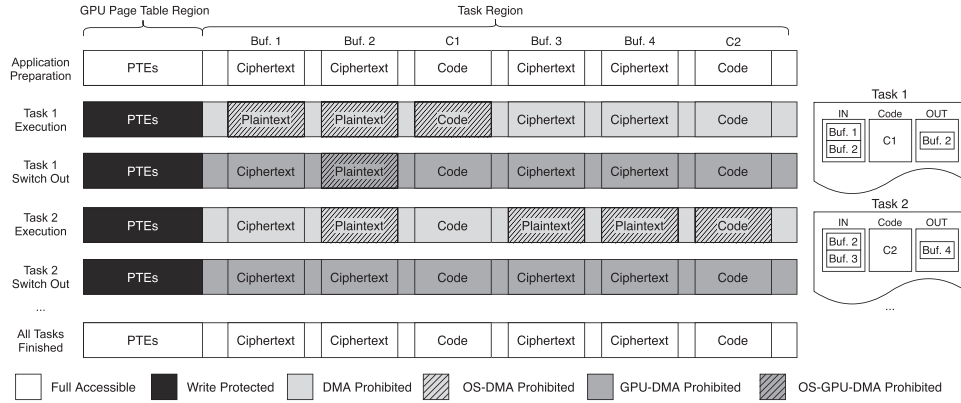 GPU Page Table Region
Task Region
Buf. 1 Buf. 2 C1 Buf. 3 Buf. 4 C2
Application
Preparation
PTEs Ciphertext Ciphertext Code Ciphertext Ciphertext Code
Task 1
Execution
PTEs Plaintext Plaintext Code Ciphertext Ciphertext Code
Task 1
Switch Out
PTEs Ciphertext Plaintext Code Ciphertext Ciphertext Code
Task 2
Execution
PTEs Ciphertext Plaintext Code Plaintext Plaintext Code
Task 2
Switch Out
PTEs Ciphertext Ciphertext Code Ciphertext Ciphertext Code
...
All Tasks
Finished
PTEs Ciphertext Ciphertext Code Ciphertext Ciphertext Code
Task 1
IN Code OUT
Buf. 1
Buf. 2
C1
Buf. 2
Task 2
IN Code OUT
Buf. 2
Buf. 3
C2
Buf. 4
...
Full Accessible Write Protected DMA Prohibited OS-DMA Prohibited GPU-DMA Prohibited OS-GPU-DMA Prohibited